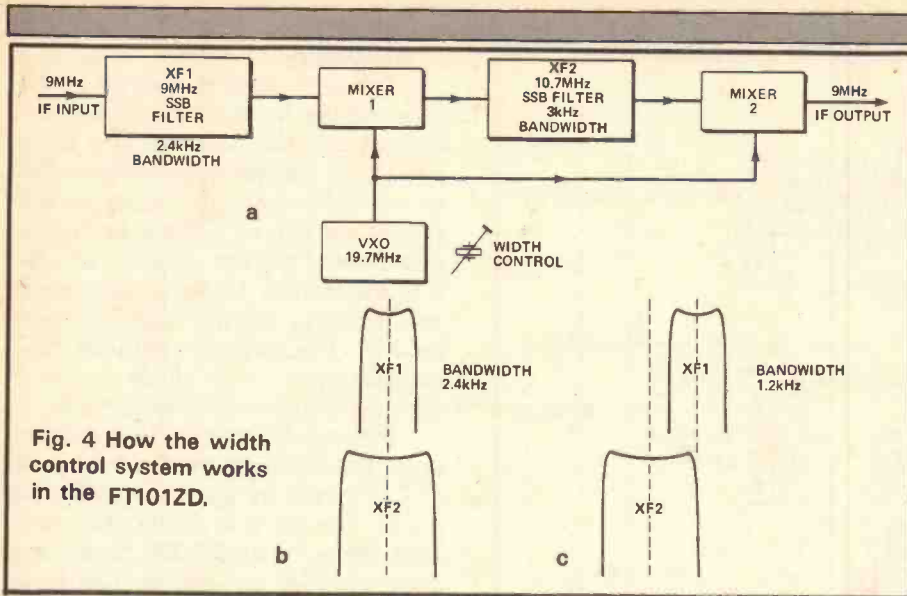 9MHz
IF INPUT
XF1
9MHz
SSB
FILTER
2.4kHz
BANDWIDTH
MIXER
1
XF2
10.7MHz
SSB FILTER
3kHz
BANDWIDTH
MIXER
2
9MHz
IF OUTPUT
a
VXO
19.7MHz
WIDTH
CONTROL
XF1
BANDWIDTH
2.4kHz
XF1
BANDWIDTH
1.2kHz
Fig. 4 How the width
control system works
in the FT101ZD.
XF2
XF2
b
c